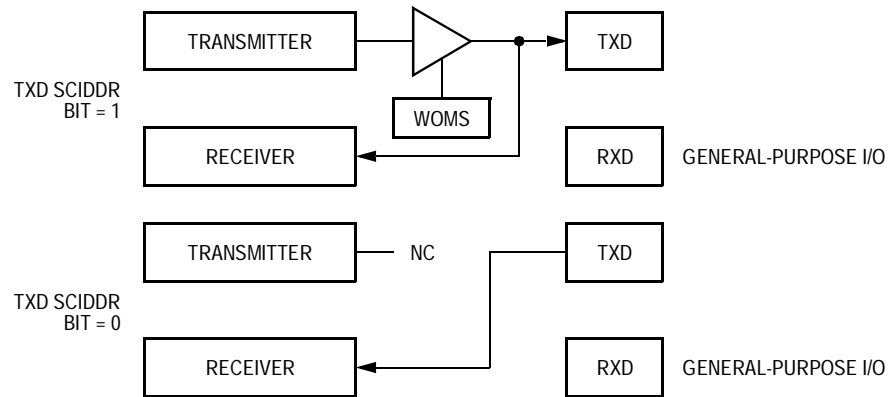 TRANSMITTER
TXD
TXD SCIDDR
BIT = 1
WOMS
RECEIVER
RXD
GENERAL-PURPOSE I/O
TRANSMITTER
NC
TXD
TXD SCIDDR
BIT = 0
RECEIVER
RXD
GENERAL-PURPOSE I/O